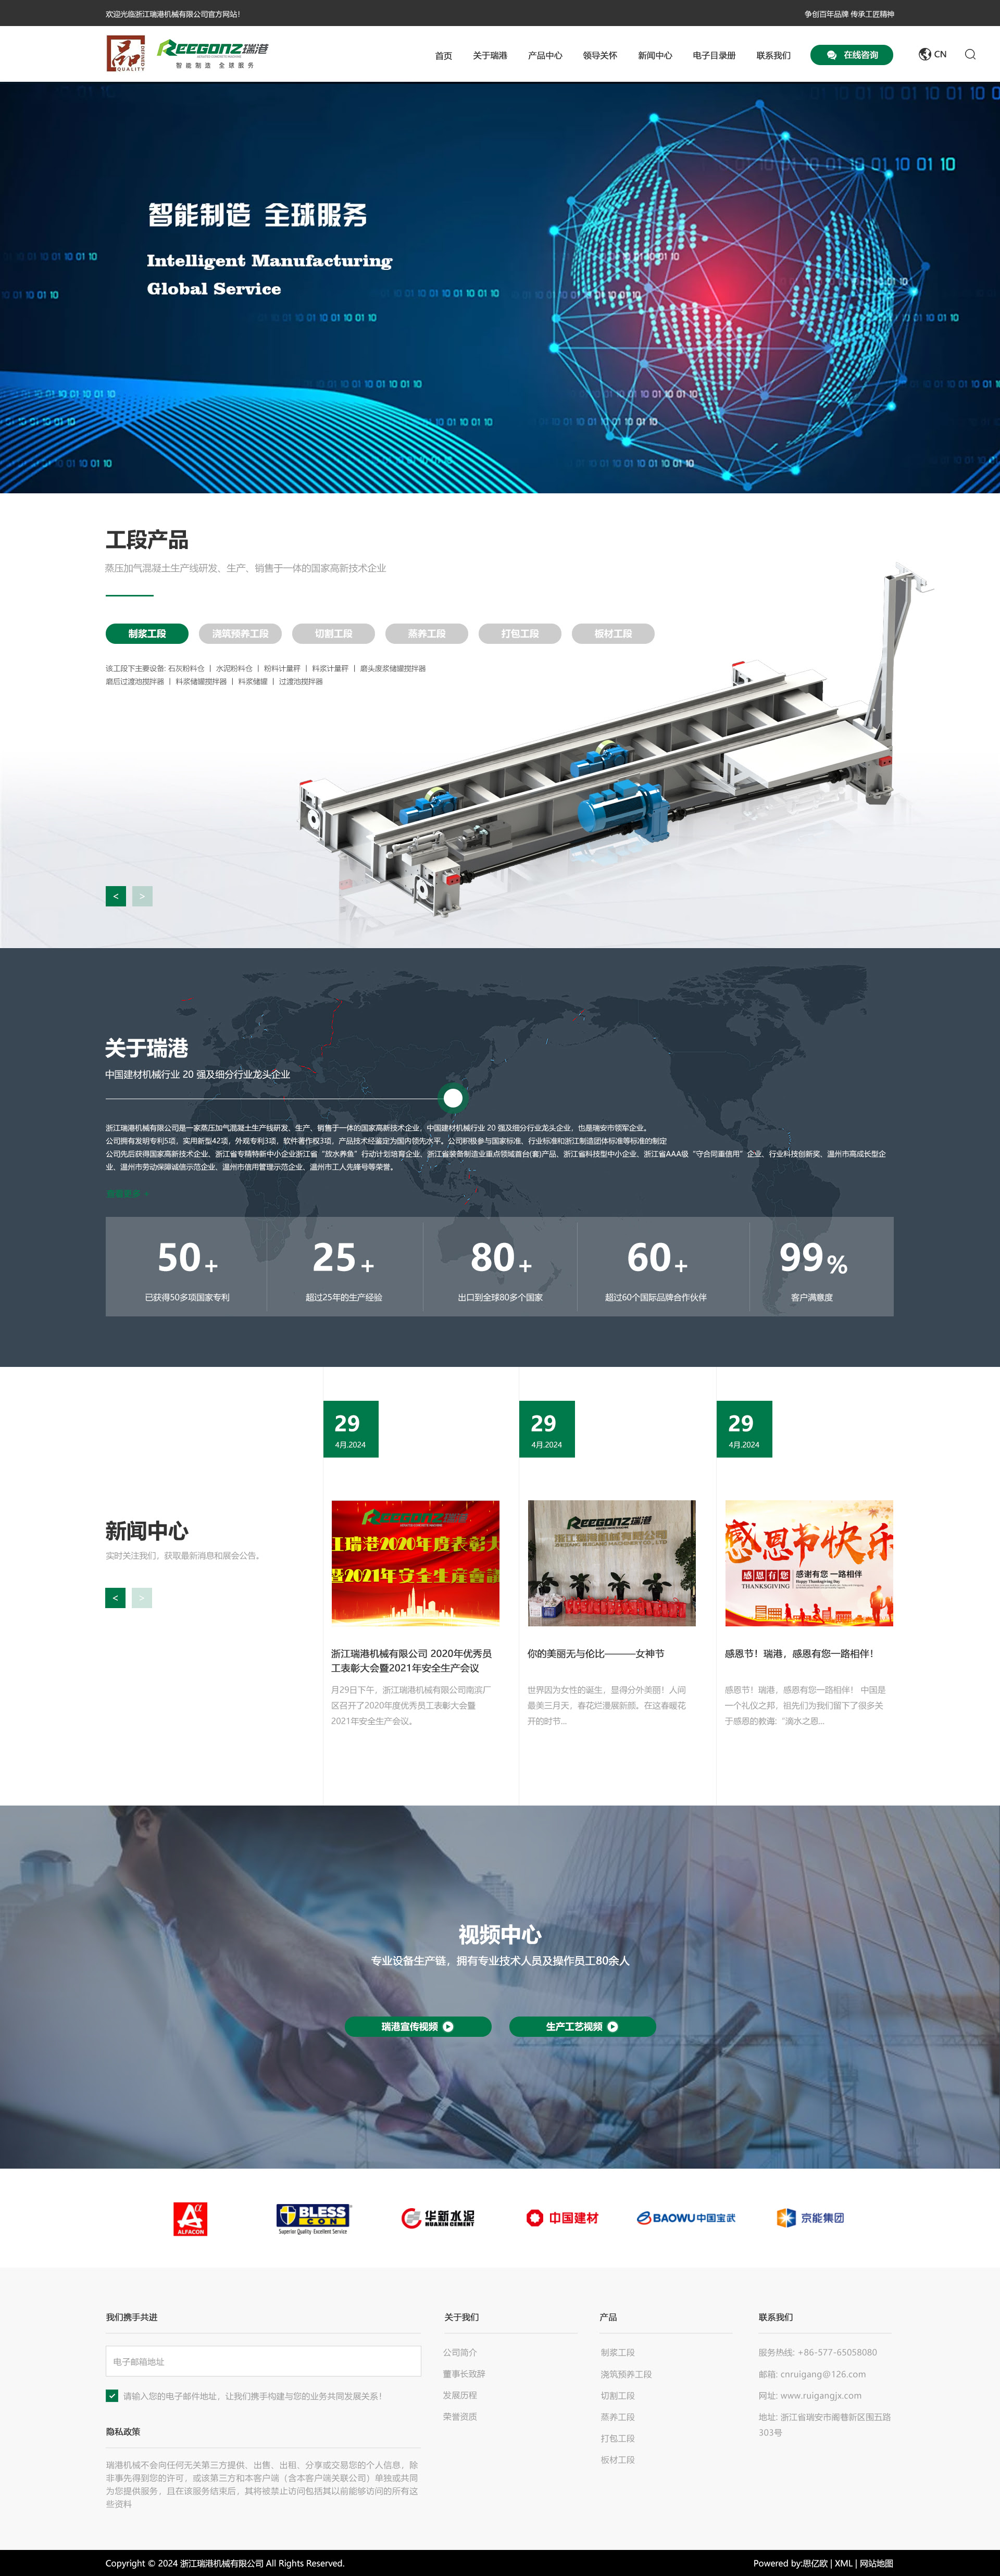 欢迎光临浙江瑞港机械有限公司官方网站!
争创百年品牌 传承工匠精神
QUALITY
REEGONZ瑞港
智能制造 全球服务
首页
关于瑞港
产品中心
领导关怀
新闻中心
电子目录册
联系我们
在线咨询
CN
智能制造 全球服务
Intelligent Manufacturing
Global Service
工段产品
蒸压加气混凝土生产线研发、生产、销售于一体的国家高新技术企业
制浆工段
浇筑预养工段
切割工段
蒸养工段
打包工段
板材工段
该工段下主要设备: 石灰粉料仓 | 水泥粉料仓 | 粉料计量秤 | 料浆计量秤 | 磨头废浆储罐搅拌器
磨后过渡池搅拌器 | 料浆储罐搅拌器 | 料浆储罐 | 过渡池搅拌器
<
>
关于瑞港
中国建材机械行业 20 强及细分行业龙头企业
浙江瑞港机械有限公司是一家蒸压加气混凝土生产线研发、生产、销售于一体的国家高新技术企业，中国建材机械行业 20 强及细分行业龙头企业，也是瑞安市领军企业。
公司拥有发明专利5项，实用新型42项，外观专利3项，软件著作权3项，产品技术经鉴定为国内领先水平。公司积极参与国家标准、行业标准和浙江制造团体标准等标准的制定
公司先后获得国家高新技术企业、浙江省专精特新中小企业浙江省“放水养鱼”行动计划培育企业、浙江省装备制造业重点领域首台(套)产品、浙江省科技型中小企业、浙江省AAA级“守合同重信用”企业、行业科技创新奖、温州市高成长型企
业、温州市劳动保障诚信示范企业、温州市信用管理示范企业、温州市工人先锋号等荣誉。
查看更多 >
50+
已获得50多项国家专利
25+
超过25年的生产经验
80+
出口到全球80多个国家
60+
超过60个国际品牌合作伙伴
99%
客户满意度
新闻中心
实时关注我们，获取最新消息和展会公告。
<
>
29
4月.2024
REEGONZ瑞港
江瑞港2020年度表彰大
暨2021年安全生产会议
浙江瑞港机械有限公司 2020年优秀员
工表彰大会暨2021年安全生产会议
月29日下午，浙江瑞港机械有限公司南滨厂
区召开了2020年度优秀员工表彰大会暨
2021年安全生产会议。
29
4月.2024
REEGONZ瑞港
浙江瑞港机械有限公司
ZHEJIANG RUIGANG MACHINERY CO.,LTD
你的美丽无与伦比———女神节
世界因为女性的诞生，显得分外美丽！人间
最美三月天，春花烂漫展新颜。在这春暖花
开的时节...
29
4月.2024
感恩节快乐
感恩有您
THANKSGIVING
感谢有您 一路相伴
Happy Thanksgiving Day
感恩节！瑞港，感恩有您一路相伴！
感恩节！瑞港，感恩有您一路相伴！ 中国是
一个礼仪之邦，祖先们为我们留下了很多关
于感恩的教诲:“滴水之恩...
视频中心
专业设备生产链，拥有专业技术人员及操作员工80余人
瑞港宣传视频
生产工艺视频
Aα
ALFACON
BLESS
CON
Superior Quality·Excellent Service
华新水泥
HUAXIN CEMENT
中国建材
BAOWU中国宝武
京能集团
我们携手共进
电子邮箱地址
请输入您的电子邮件地址，让我们携手构建与您的业务共同发展关系！
隐私政策
瑞港机械不会向任何无关第三方提供、出售、出租、分享或交易您的个人信息，除
非事先得到您的许可，或该第三方和本客户端（含本客户端关联公司）单独或共同
为您提供服务，且在该服务结束后，其将被禁止访问包括其以前能够访问的所有这
些资料
关于我们
公司简介
董事长致辞
发展历程
荣誉资质
产品
制浆工段
浇筑预养工段
切割工段
蒸养工段
打包工段
板材工段
联系我们
服务热线: +86-577-65058080
邮箱: cnruigang@126.com
网址: www.ruigangjx.com
地址: 浙江省瑞安市阁巷新区围五路
303号
Copyright © 2024 浙江瑞港机械有限公司 All Rights Reserved.
Powered by:思亿欧 | XML | 网站地图